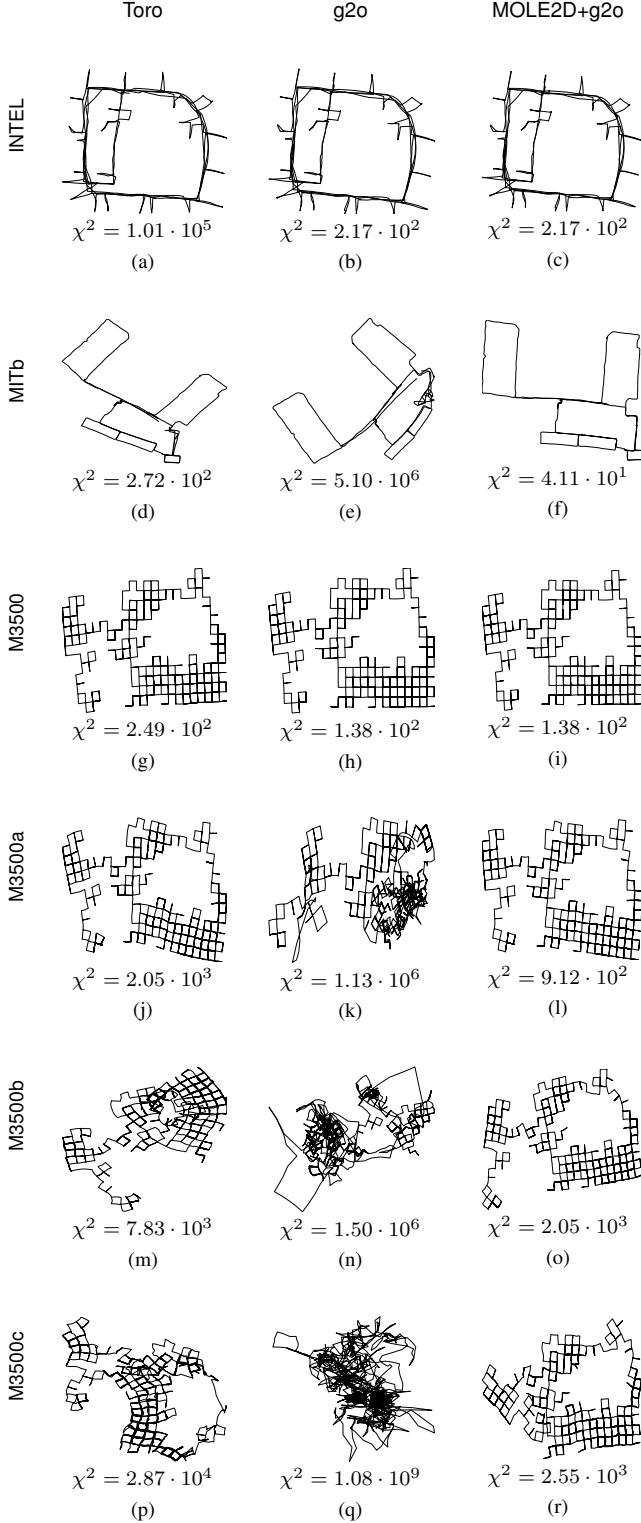 Toro g2o MOLE2D+g2o
INTEL
χ² = 1.01 · 10⁵ χ² = 2.17 · 10² χ² = 2.17 · 10²
(a) (b) (c)
MITb
χ² = 2.72 · 10² χ² = 5.10 · 10⁶ χ² = 4.11 · 10¹
(d) (e) (f)
M3500
χ² = 2.49 · 10² χ² = 1.38 · 10² χ² = 1.38 · 10²
(g) (h) (i)
M3500a
χ² = 2.05 · 10³ χ² = 1.13 · 10⁶ χ² = 9.12 · 10²
(j) (k) (l)
M3500b
χ² = 7.83 · 10³ χ² = 1.50 · 10⁶ χ² = 2.05 · 10³
(m) (n) (o)
M3500c
χ² = 2.87 · 10⁴ χ² = 1.08 · 10⁹ χ² = 2.55 · 10³
(p) (q) (r)